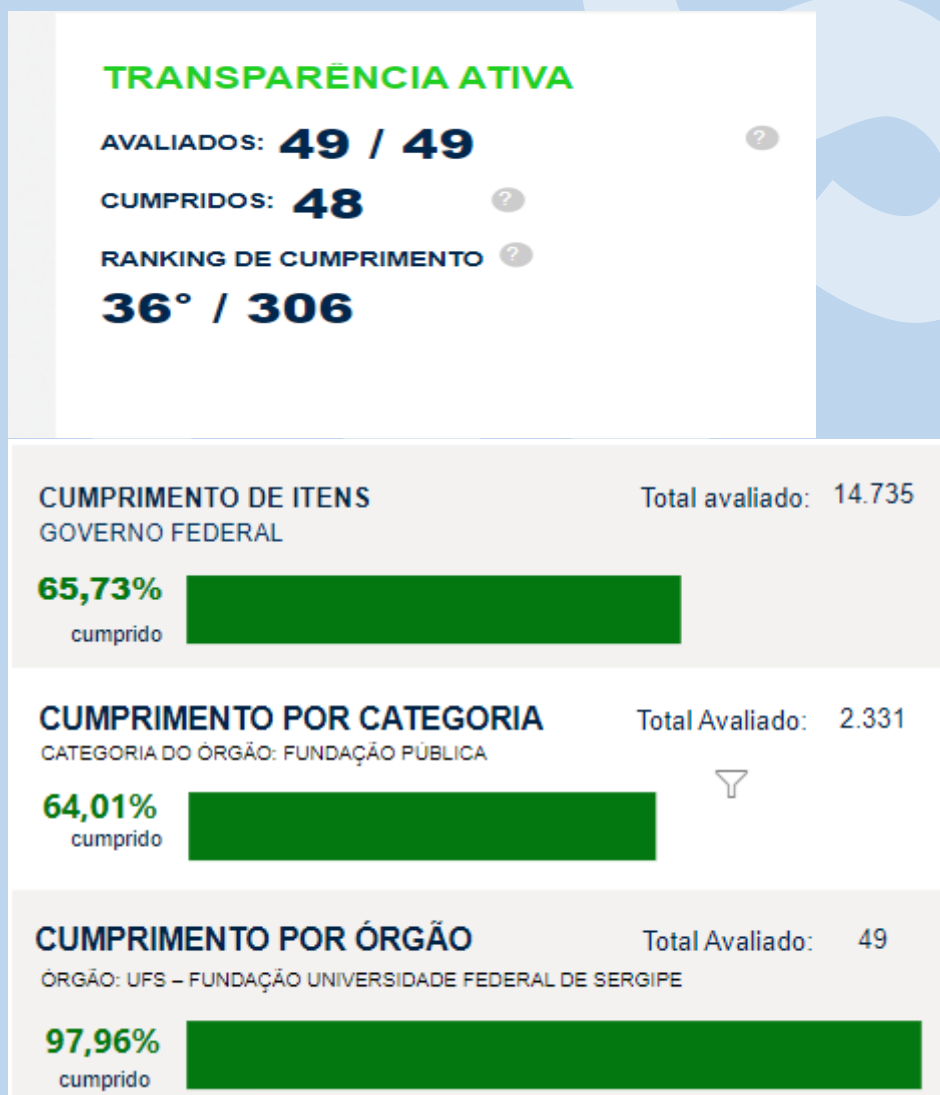 TRANSPARÊNCIA ATIVA
AVALIADOS: 49 / 49 ?
CUMPRIDOS: 48 ?
RANKING DE CUMPRIMENTO ?
36° / 306
CUMPRIMENTO DE ITENS Total avaliado: 14.735
GOVERNO FEDERAL
65,73%
cumprido
CUMPRIMENTO POR CATEGORIA Total Avaliado: 2.331
CATEGORIA DO ÓRGÃO: FUNDAÇÃO PÚBLICA
64,01%
cumprido
CUMPRIMENTO POR ÓRGÃO Total Avaliado: 49
ÓRGÃO: UFS – FUNDAÇÃO UNIVERSIDADE FEDERAL DE SERGIPE
97,96%
cumprido